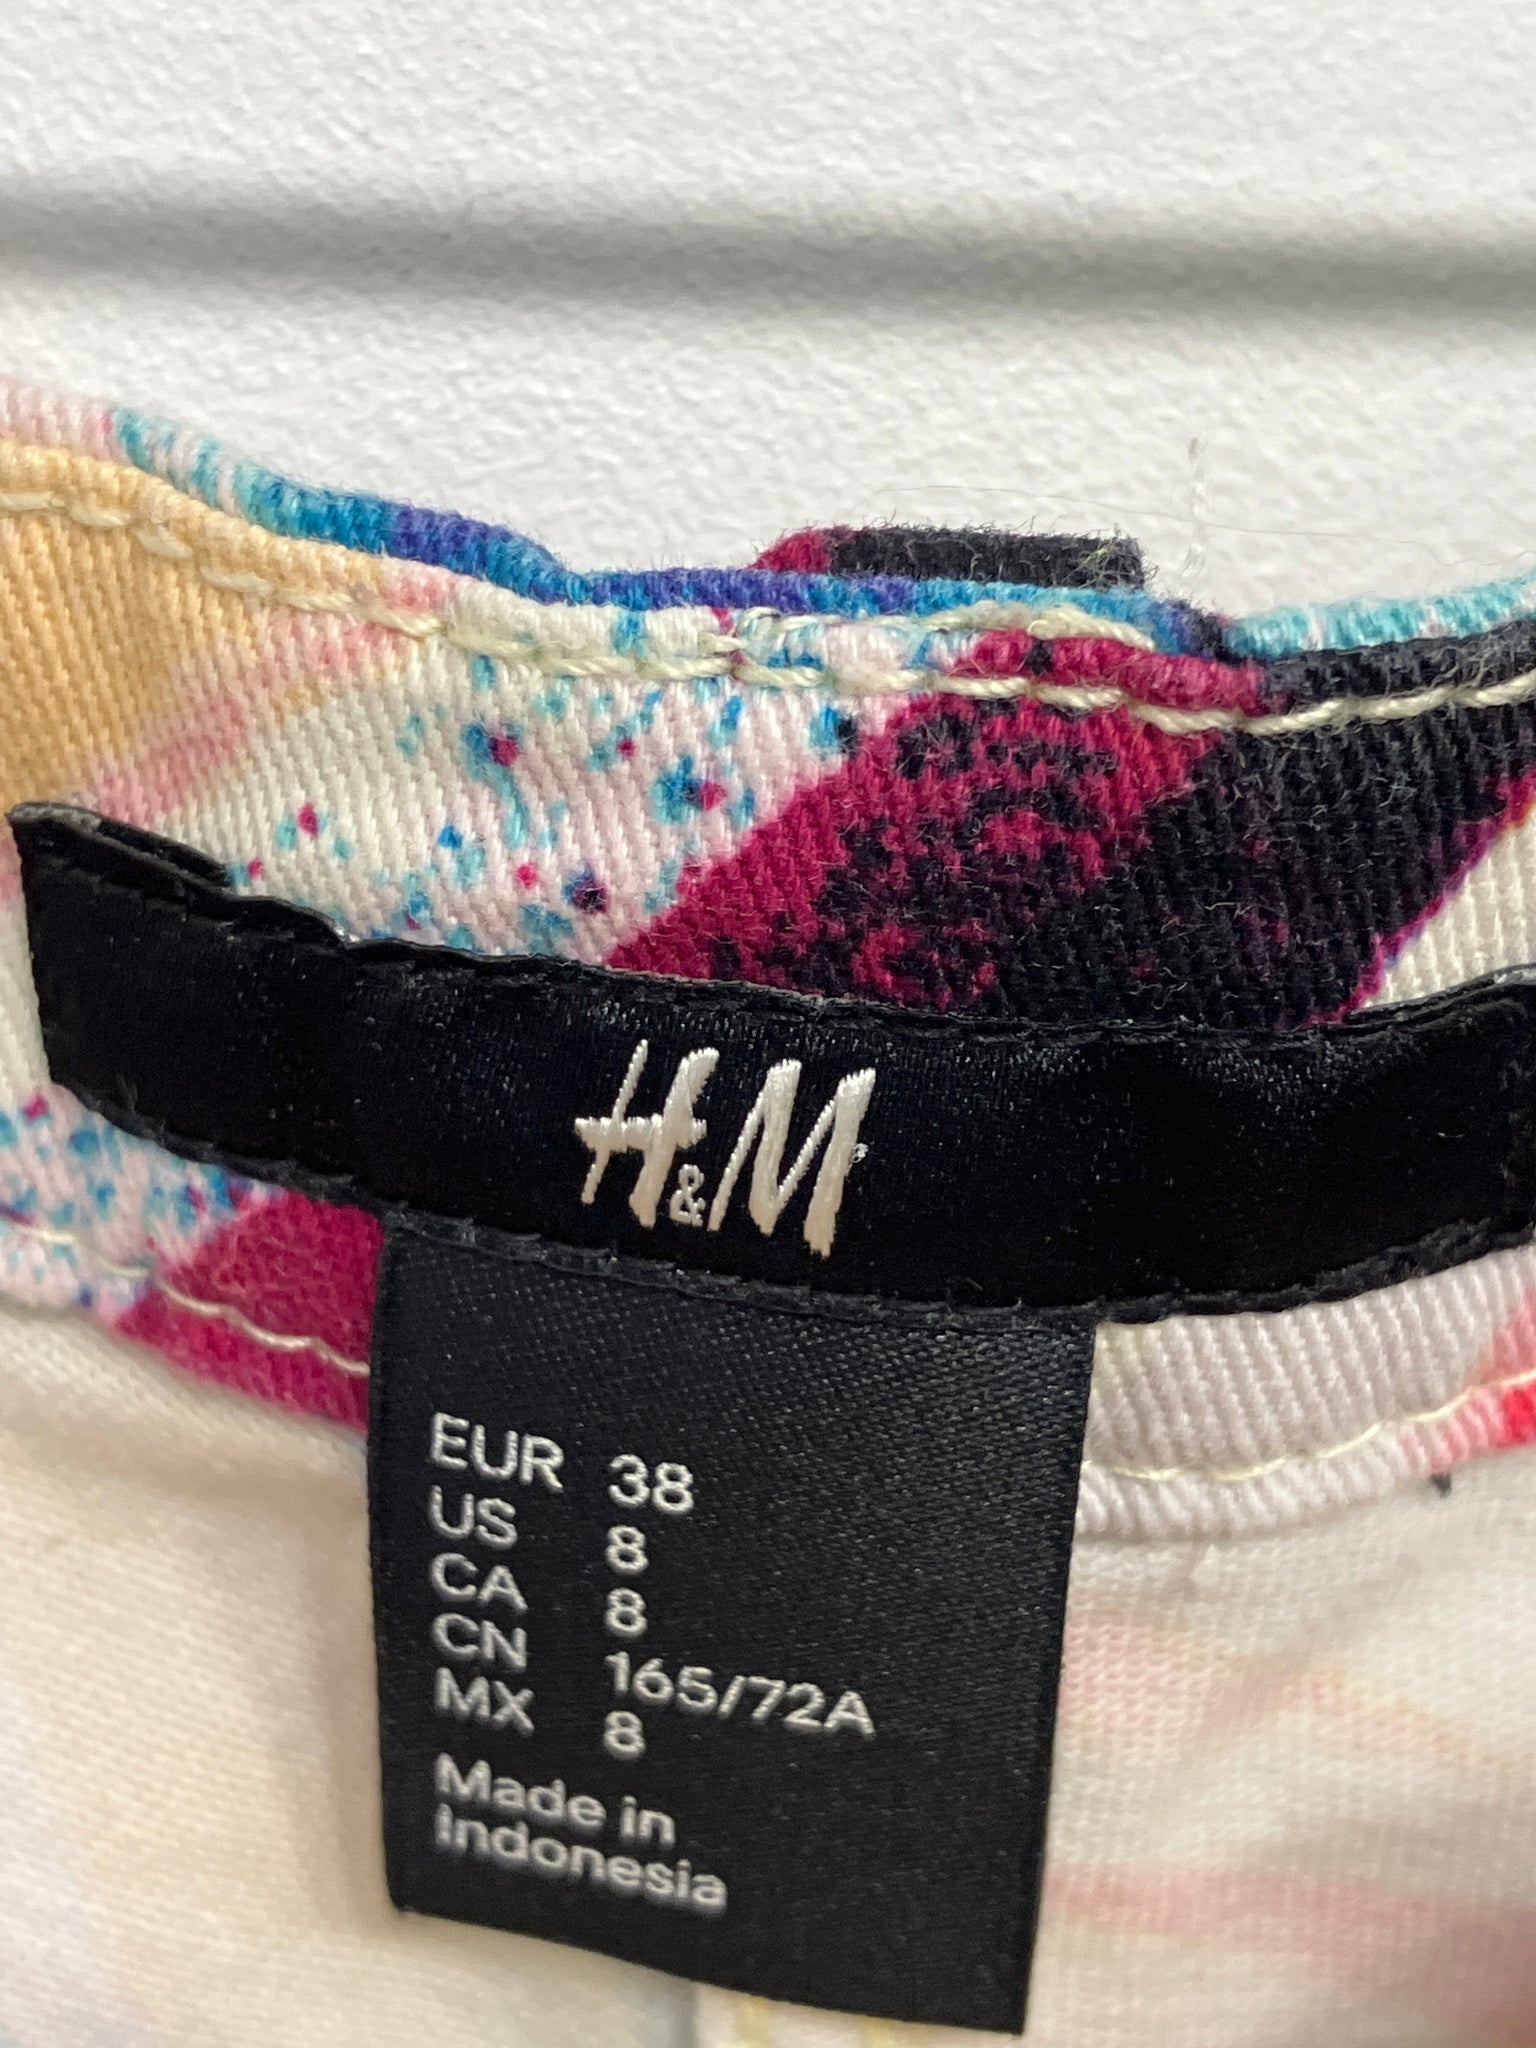 H&M
EUR 38
US 8
CA 8
CN 165/72A
MX 8
Made in
Indonesia